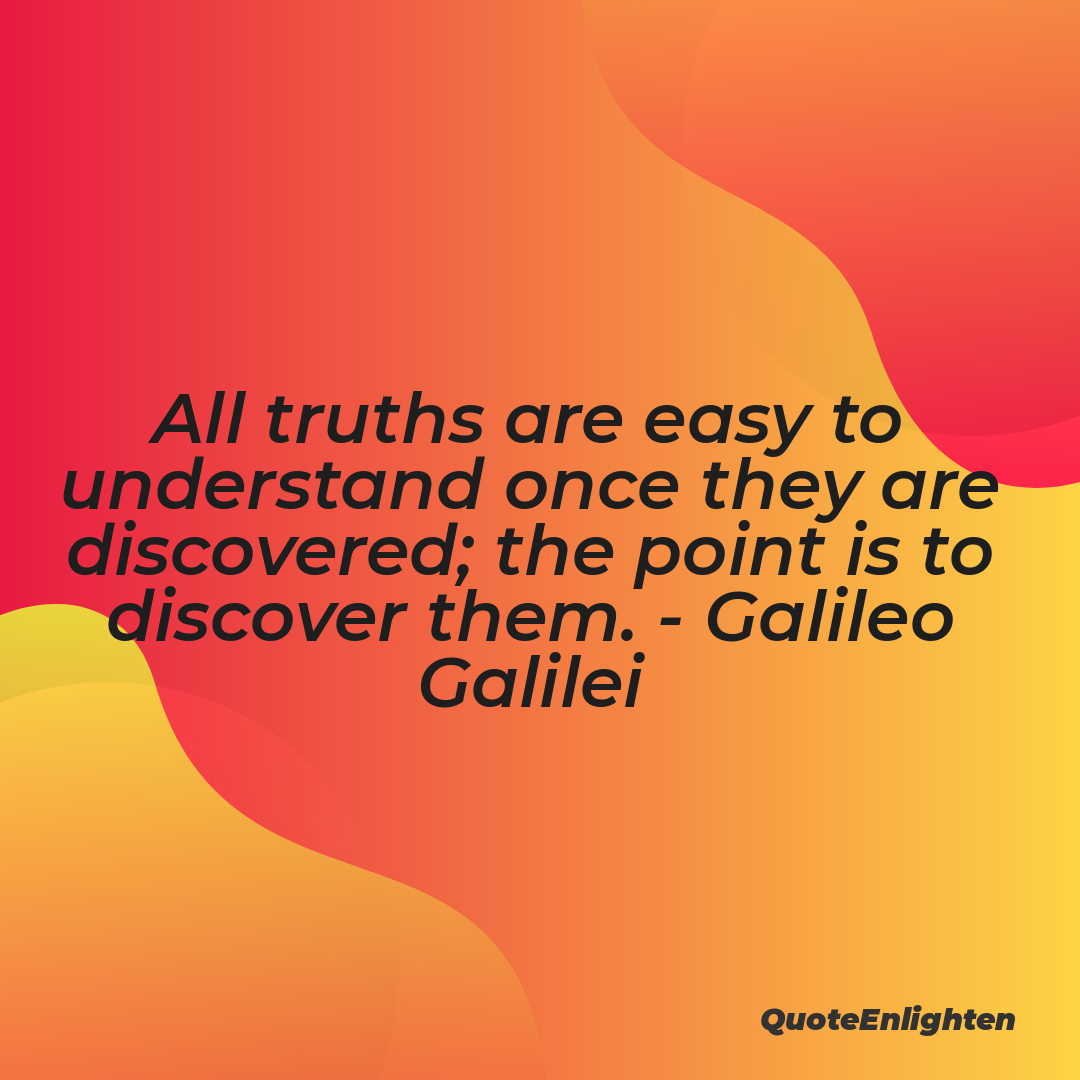 All truths are easy to
understand once they are
discovered; the point is to
discover them. - Galileo
Galilei
QuoteEnlighten